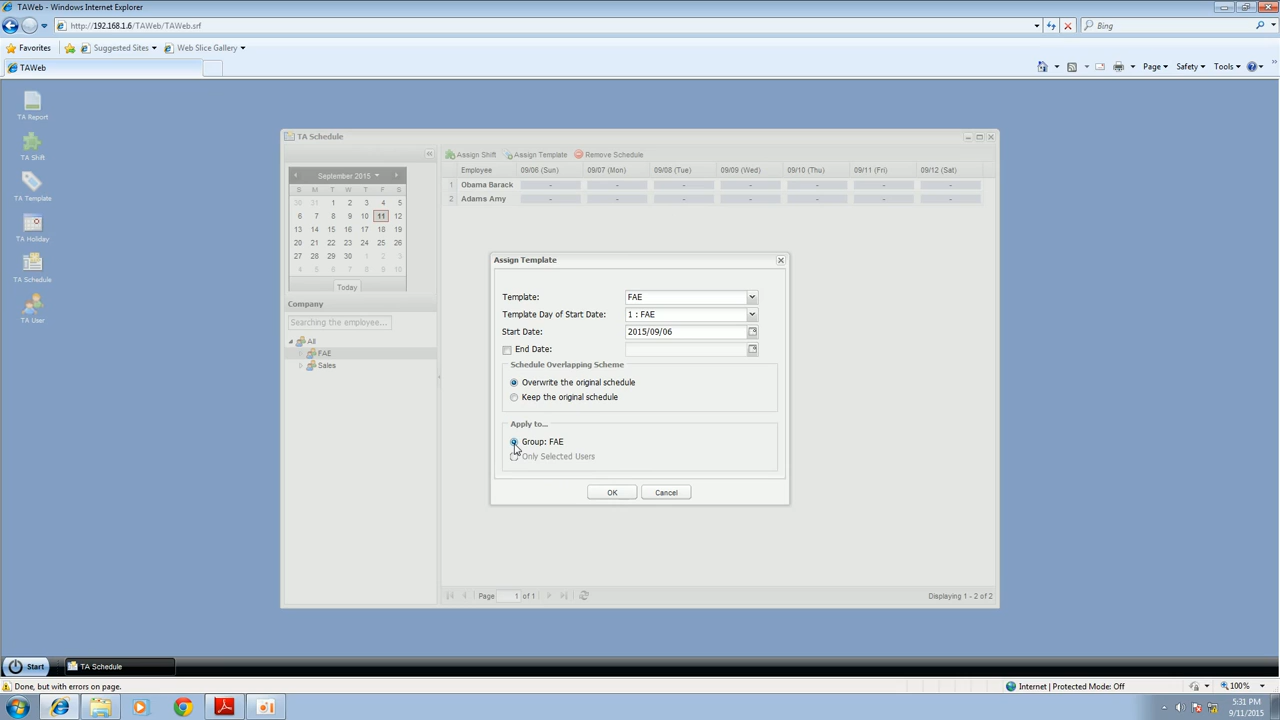 TAWeb - Windows Internet Explorer
http://192.168.1.6/TAWeb/TAWeb.srf
Bing
Favorites
Suggested Sites
Web Slice Gallery
TAWeb
Page
Safety
Tools
TA Report
TA Shift
TA Template
TA Holiday
TA Schedule
TA User
TA Schedule
September 2015
S M T W T F S
30 31 1 2 3 4 5
6 7 8 9 10 11 12
13 14 15 16 17 18 19
20 21 22 23 24 25 26
27 28 29 30 1 2 3
4 5 6 7 8 9 10
Today
Company
Searching the employee...
All
FAE
Sales
Assign Shift
Assign Template
Remove Schedule
Employee 09/06 (Sun) 09/07 (Mon) 09/08 (Tue) 09/09 (Wed) 09/10 (Thu) 09/11 (Fri) 09/12 (Sat)
1 Obama Barack - - - - - - -
2 Adams Amy - - - - - - -
Assign Template
Template: FAE
Template Day of Start Date: 1 : FAE
Start Date: 2015/09/06
End Date:
Schedule Overlapping Scheme
Overwrite the original schedule
Keep the original schedule
Apply to...
Group: FAE
Only Selected Users
OK
Cancel
Page 1 of 1
Displaying 1 - 2 of 2
Start
TA Schedule
Done, but with errors on page.
Internet | Protected Mode: Off
100%
5:31 PM
9/11/2015